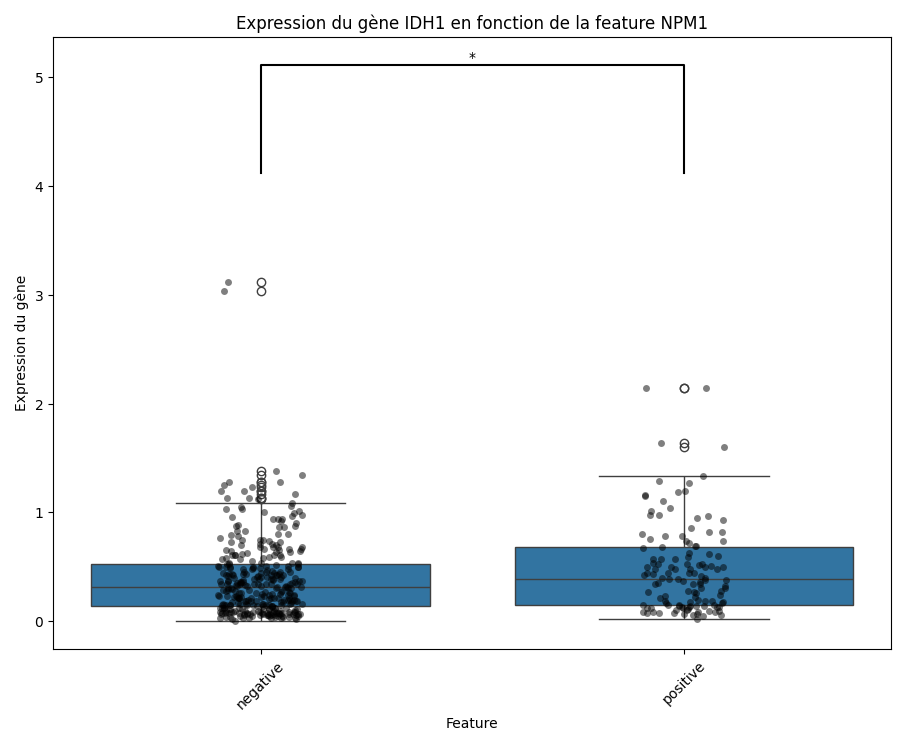 Expression du gène IDH1 en fonction de la feature NPM1
*
5
4
3
2
1
0
Expression du gène
negative
positive
Feature